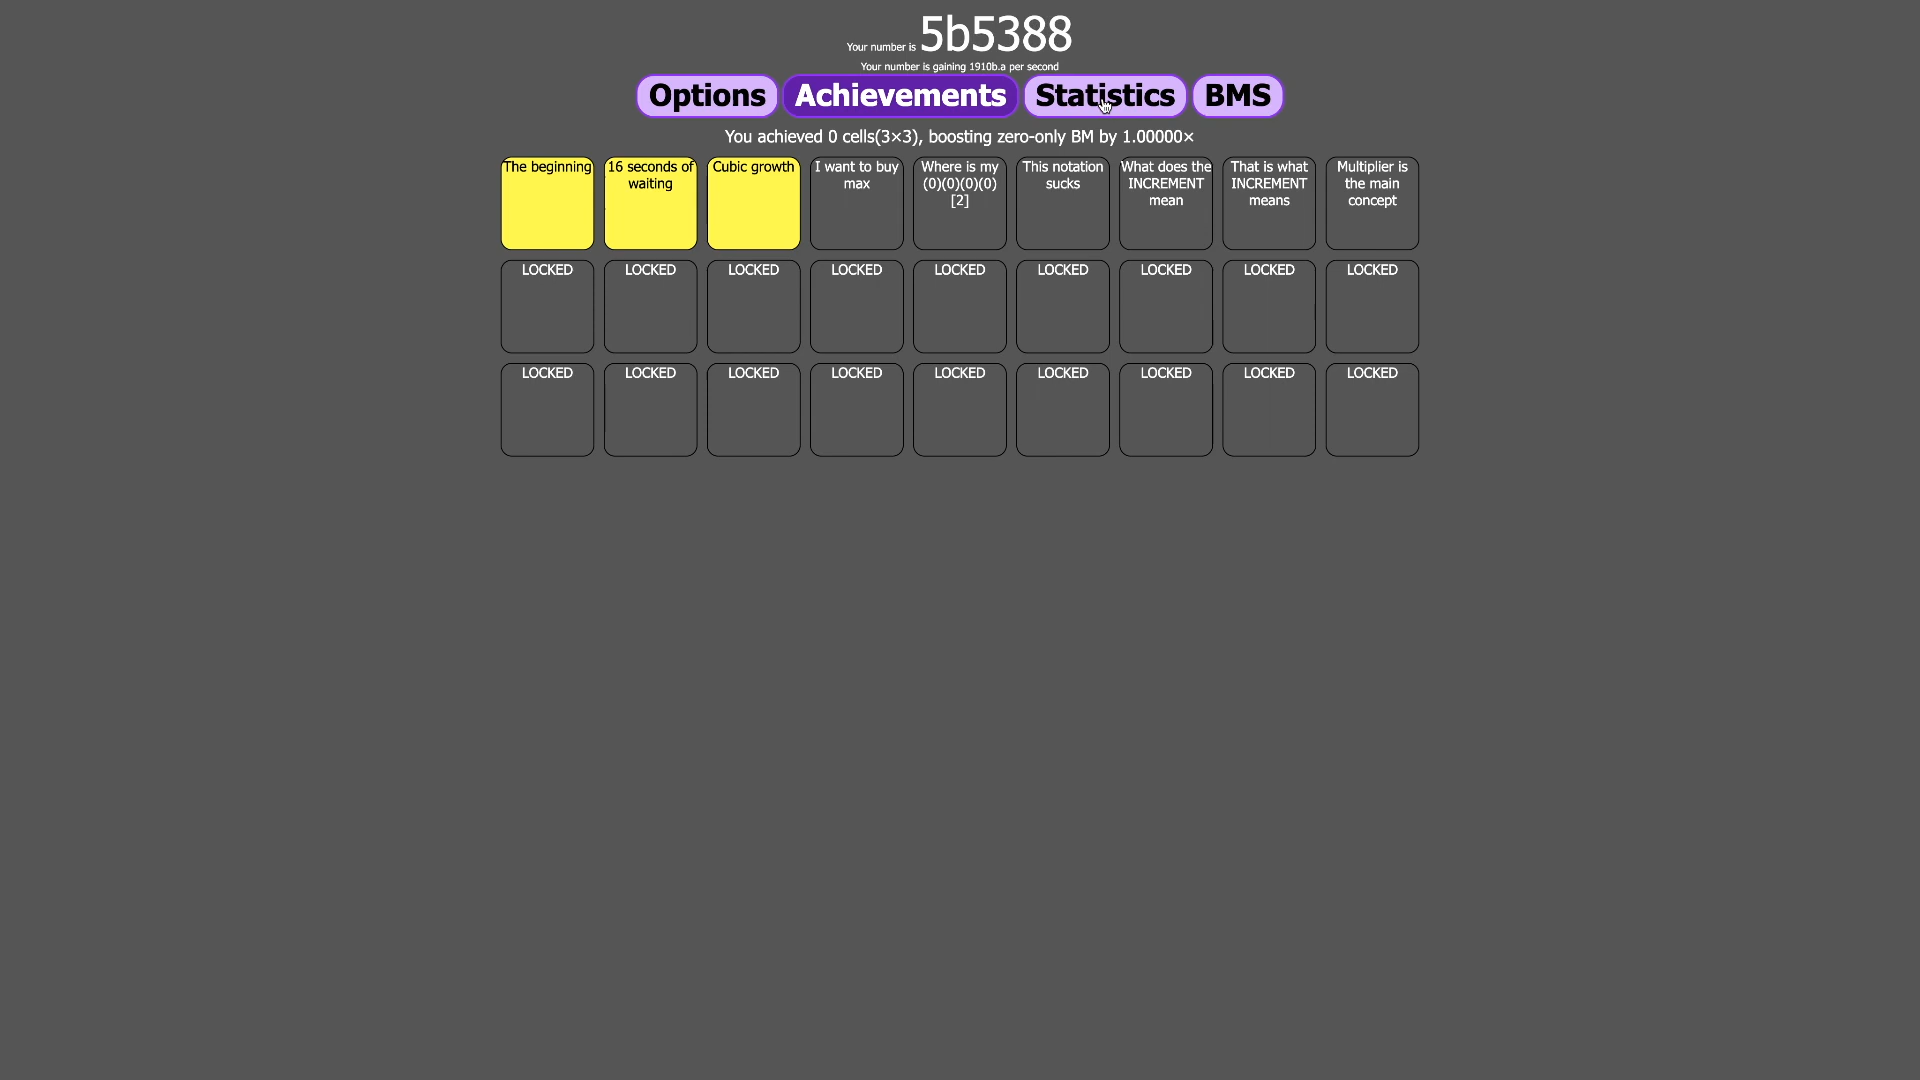 Your number is 5b5388
Your number is gaining 1910b.a per second
Options Achievements Statistics BMS
You achieved 0 cells(3×3), boosting zero-only BM by 1.00000×
The beginning
16 seconds of
waiting
Cubic growth
I want to buy
max
Where is my
(0)(0)(0)(0)
[2]
This notation
sucks
What does the
INCREMENT
mean
That is what
INCREMENT
means
Multiplier is
the main
concept
LOCKED LOCKED LOCKED LOCKED LOCKED LOCKED LOCKED LOCKED LOCKED
LOCKED LOCKED LOCKED LOCKED LOCKED LOCKED LOCKED LOCKED LOCKED